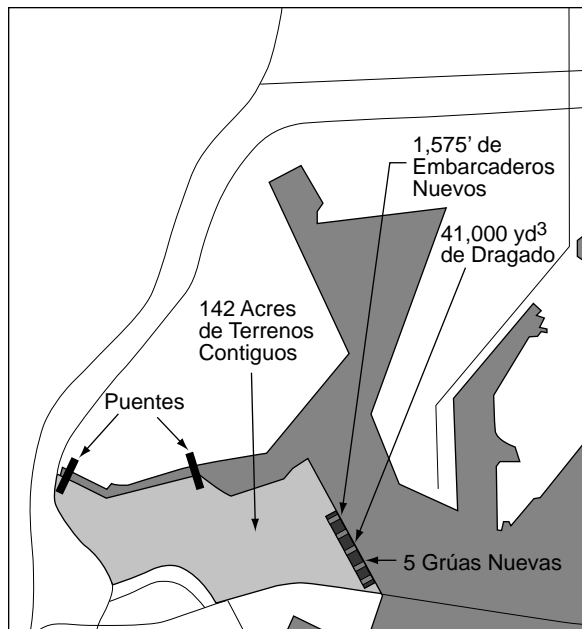 1,575’ de
Embarcaderos
Nuevos
41,000 yd³
de Dragado
142 Acres
de Terrenos
Contiguos
Puentes
5 Grúas Nuevas